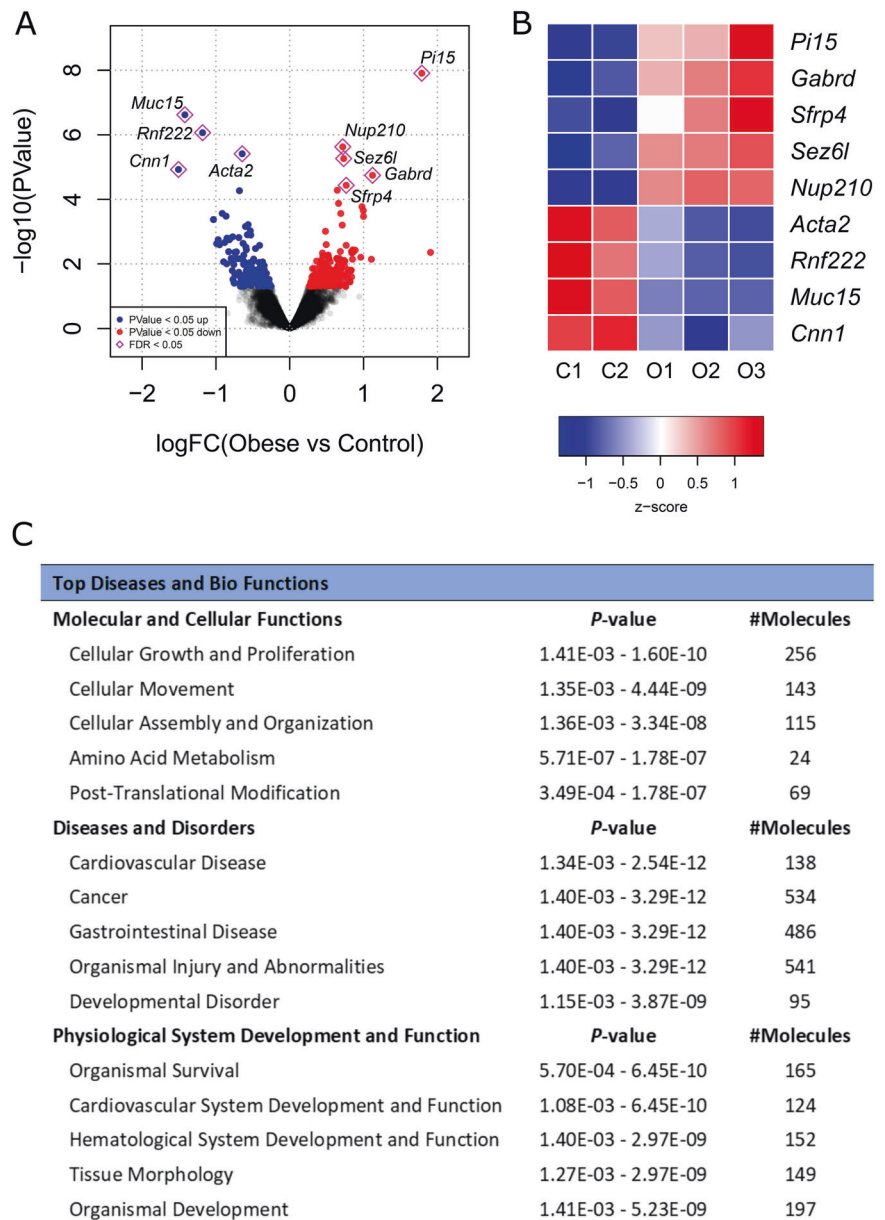 A
−log10(PValue)
8
6
4
2
0
Pi15
Muc15
Rnf222
Cnn1
Acta2
Nup210
Sez6l
Gabrd
Sfrp4
PValue < 0.05 up
PValue < 0.05 down
FDR < 0.05
−2 −1 0 1 2
logFC(Obese vs Control)
B
Pi15
Gabrd
Sfrp4
Sez6l
Nup210
Acta2
Rnf222
Muc15
Cnn1
C1 C2 O1 O2 O3
−1 −0.5 0 0.5 1
z−score
C
Top Diseases and Bio Functions
Molecular and Cellular Functions P-value #Molecules
Cellular Growth and Proliferation 1.41E-03 - 1.60E-10 256
Cellular Movement 1.35E-03 - 4.44E-09 143
Cellular Assembly and Organization 1.36E-03 - 3.34E-08 115
Amino Acid Metabolism 5.71E-07 - 1.78E-07 24
Post-Translational Modification 3.49E-04 - 1.78E-07 69
Diseases and Disorders P-value #Molecules
Cardiovascular Disease 1.34E-03 - 2.54E-12 138
Cancer 1.40E-03 - 3.29E-12 534
Gastrointestinal Disease 1.40E-03 - 3.29E-12 486
Organismal Injury and Abnormalities 1.40E-03 - 3.29E-12 541
Developmental Disorder 1.15E-03 - 3.87E-09 95
Physiological System Development and Function P-value #Molecules
Organismal Survival 5.70E-04 - 6.45E-10 165
Cardiovascular System Development and Function 1.08E-03 - 6.45E-10 124
Hematological System Development and Function 1.40E-03 - 2.97E-09 152
Tissue Morphology 1.27E-03 - 2.97E-09 149
Organismal Development 1.41E-03 - 5.23E-09 197